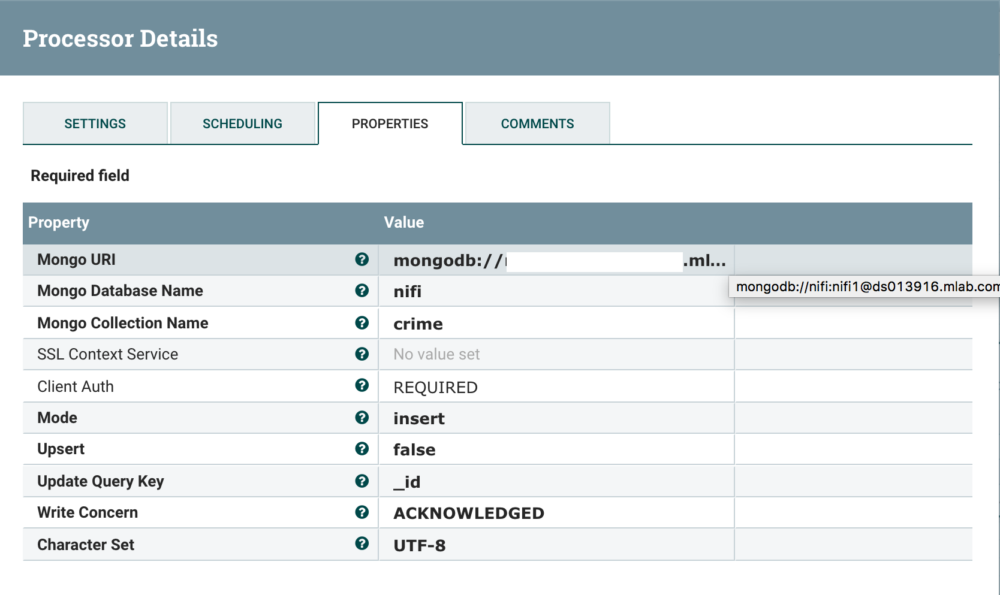 Processor Details
SETTINGS SCHEDULING PROPERTIES COMMENTS
Required field
Property Value
Mongo URI ? mongodb:// .ml...
mongodb://nifi:nifi1@ds013916.mlab.com
Mongo Database Name ? nifi
Mongo Collection Name ? crime
SSL Context Service ? No value set
Client Auth ? REQUIRED
Mode ? insert
Upsert ? false
Update Query Key ? _id
Write Concern ? ACKNOWLEDGED
Character Set ? UTF-8